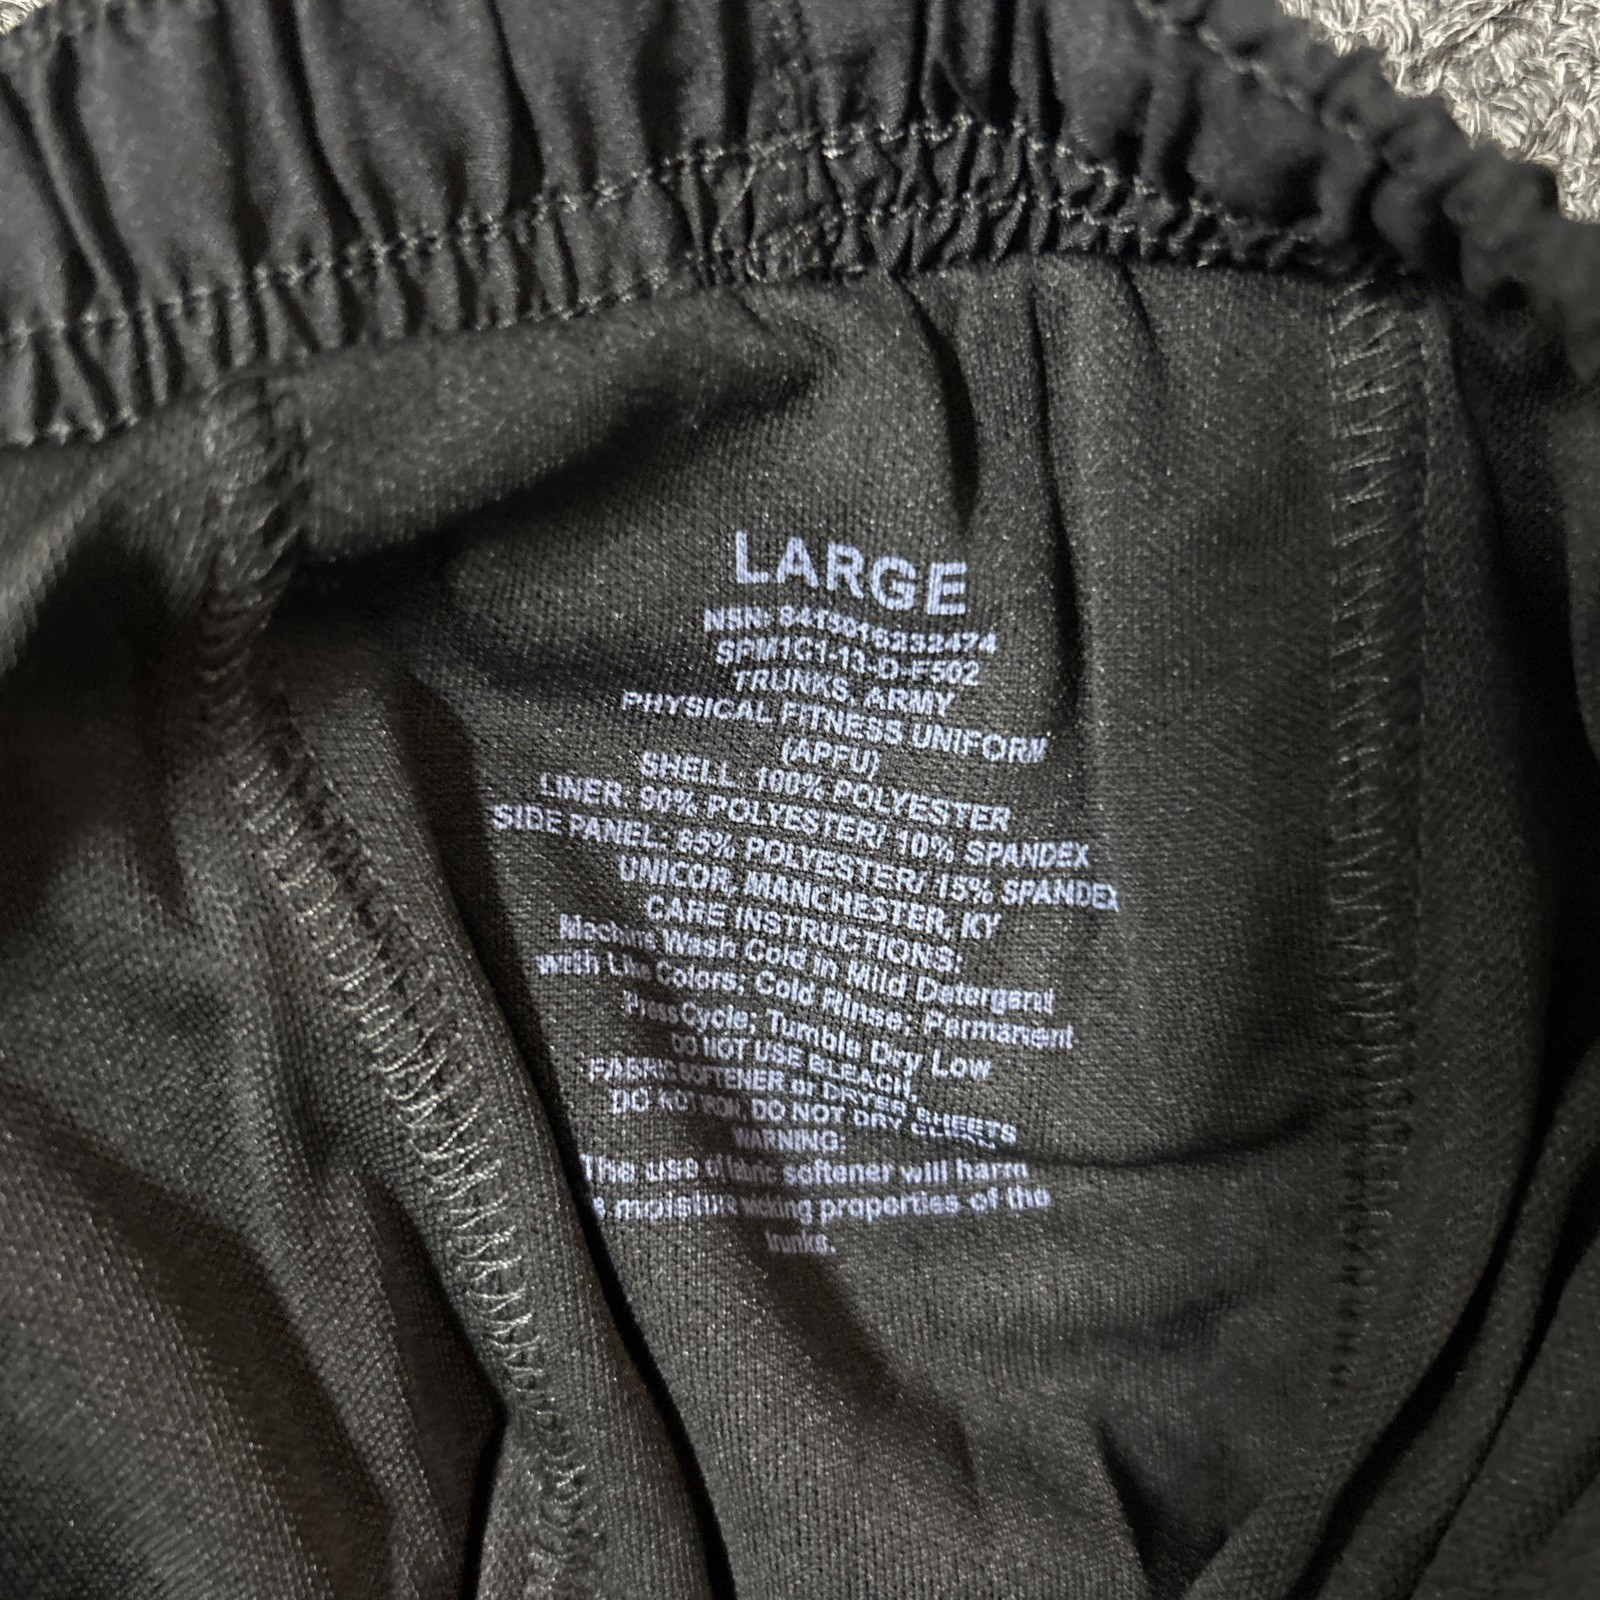 LARGE
NSN: 8415016332474
SPM1C1-13-D-F502
TRUNKS, ARMY
PHYSICAL FITNESS UNIFORM
(APFU)
SHELL: 100% POLYESTER
LINER: 90% POLYESTER/ 10% SPANDEX
SIDE PANEL: 85% POLYESTER/ 15% SPANDEX
UNICOR, MANCHESTER, KY
CARE INSTRUCTIONS:
Machine Wash Cold in Mild Detergent
with Like Colors; Cold Rinse; Permanent
Press Cycle; Tumble Dry Low
DO NOT USE BLEACH,
FABRIC SOFTENER or DRYER SHEETS
DO NOT IRON, DO NOT DRY
WARNING:
The use of fabric softener will harm
moisture wicking properties of the
trunks.